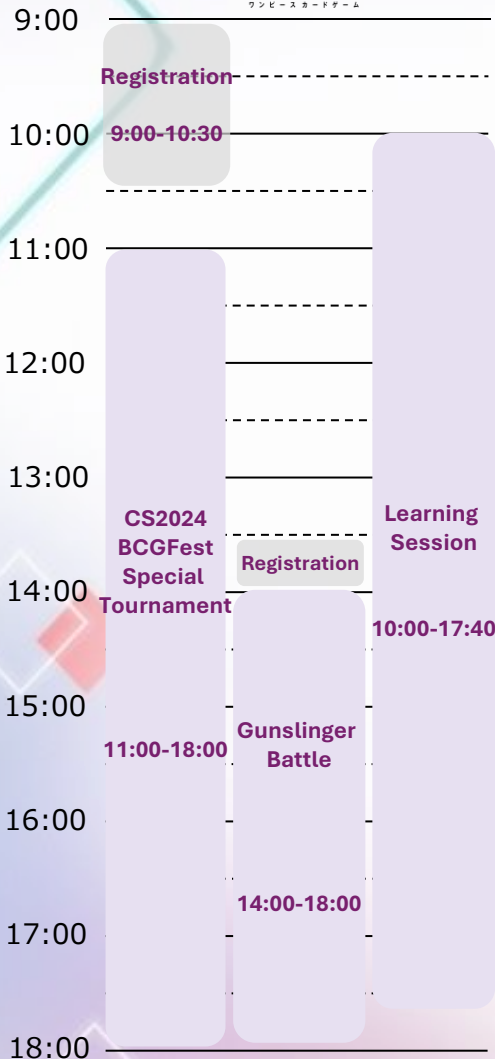 ワンピースカードゲーム
9:00
Registration
9:00-10:30
10:00
11:00
12:00
13:00
CS2024
BCGFest
Special
Tournament
11:00-18:00
Registration
Gunslinger
Battle
14:00-18:00
Learning
Session
10:00-17:40
14:00
15:00
16:00
17:00
18:00